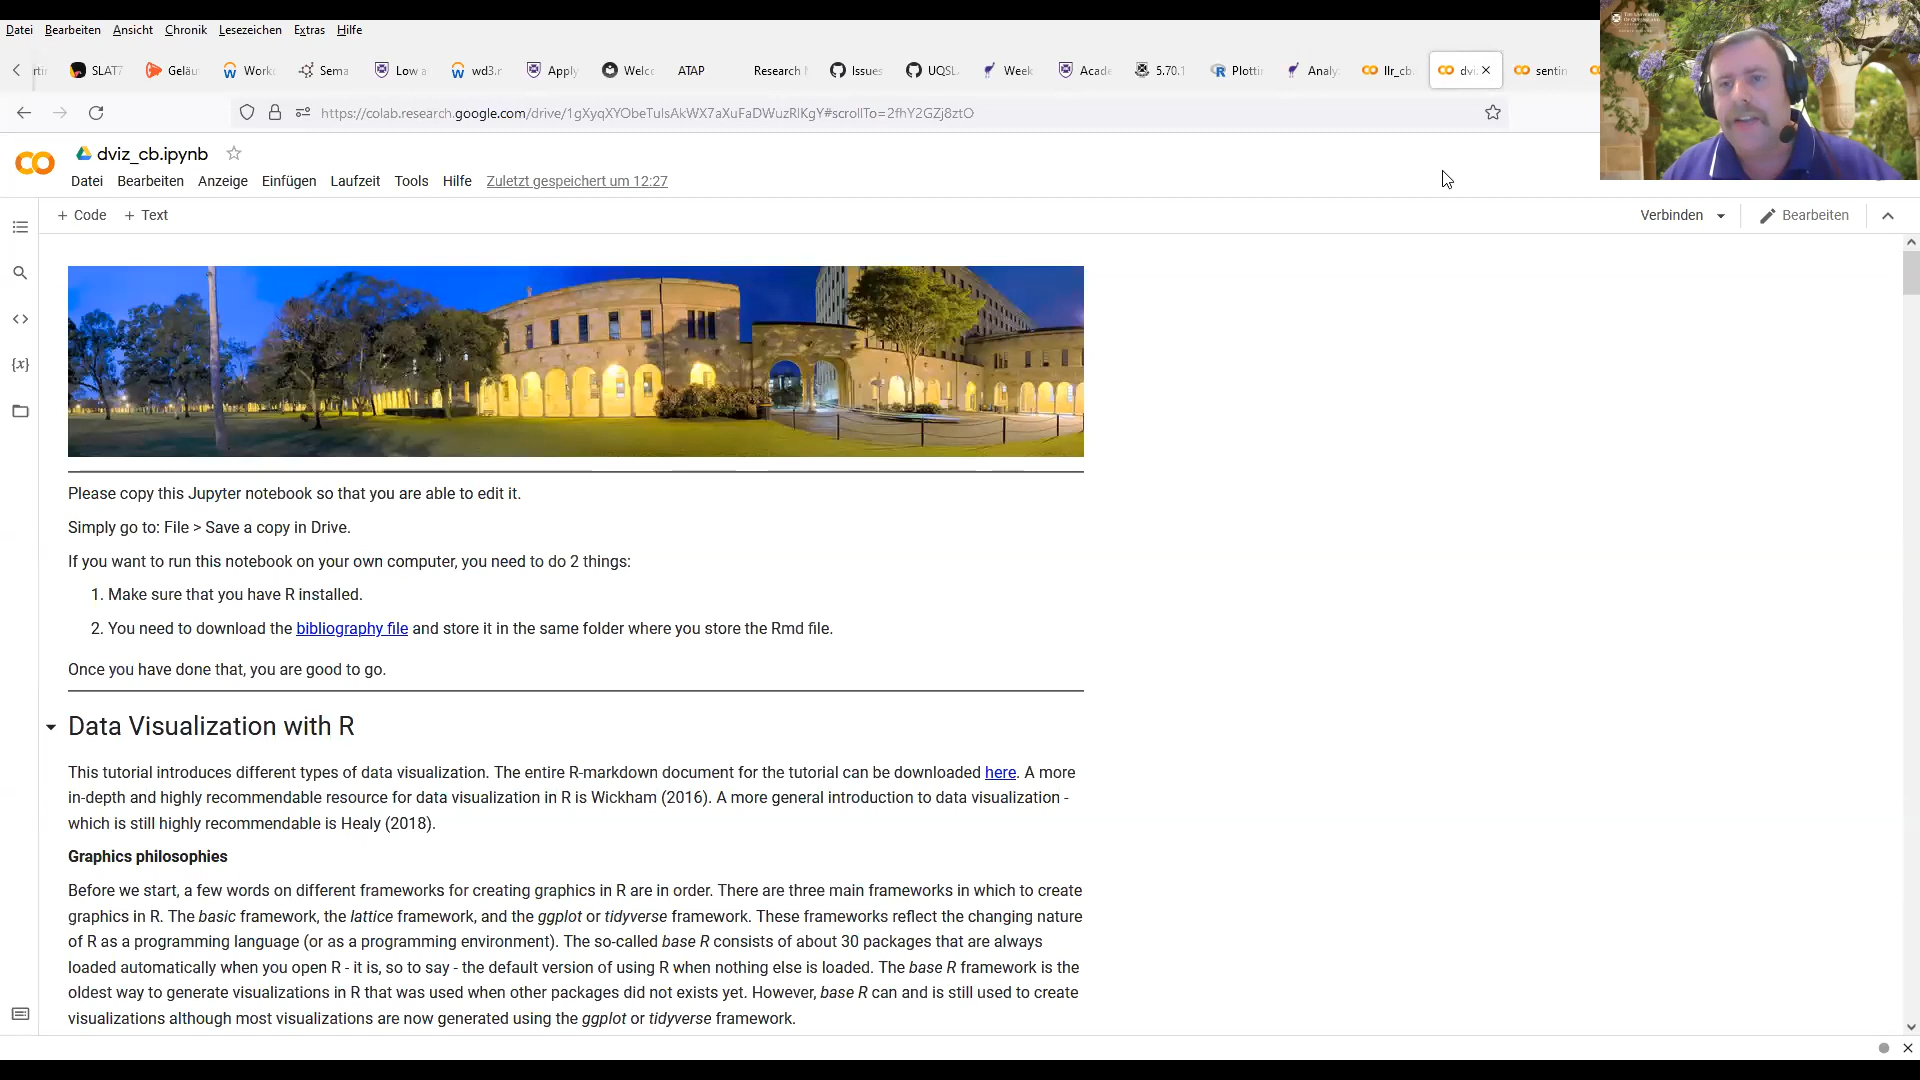 Datei Bearbeiten Ansicht Chronik Lesezeichen Extras Hilfe
SLAT7 Geläu Work Sema Low a wd3.r Apply Welc ATAP Research Issues UQSL Week Acade 5.70.1 Plottin Analy llr_cb. dvi sentin
https://colab.research.google.com/drive/1gXyqXYObeTulsAkWX7aXuFaDWuzRlKgY#scrollTo=2fhY2GZj8ztO
dviz_cb.ipynb
Datei Bearbeiten Anzeige Einfügen Laufzeit Tools Hilfe Zuletzt gespeichert um 12:27
+ Code + Text
Verbinden Bearbeiten
Please copy this Jupyter notebook so that you are able to edit it.
Simply go to: File > Save a copy in Drive.
If you want to run this notebook on your own computer, you need to do 2 things:
1. Make sure that you have R installed.
2. You need to download the bibliography file and store it in the same folder where you store the Rmd file.
Once you have done that, you are good to go.
Data Visualization with R
This tutorial introduces different types of data visualization. The entire R-markdown document for the tutorial can be downloaded here. A more
in-depth and highly recommendable resource for data visualization in R is Wickham (2016). A more general introduction to data visualization -
which is still highly recommendable is Healy (2018).
Graphics philosophies
Before we start, a few words on different frameworks for creating graphics in R are in order. There are three main frameworks in which to create
graphics in R. The basic framework, the lattice framework, and the ggplot or tidyverse framework. These frameworks reflect the changing nature
of R as a programming language (or as a programming environment). The so-called base R consists of about 30 packages that are always
loaded automatically when you open R - it is, so to say - the default version of using R when nothing else is loaded. The base R framework is the
oldest way to generate visualizations in R that was used when other packages did not exists yet. However, base R can and is still used to create
visualizations although most visualizations are now generated using the ggplot or tidyverse framework.